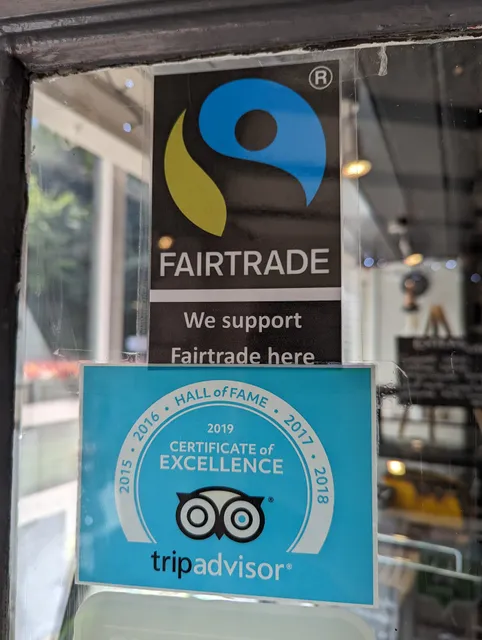 ®
FAIRTRADE
We support
Fairtrade here
2015 • 2016 • HALL of FAME • 2017 • 2018
2019
CERTIFICATE of
EXCELLENCE
tripadvisor®